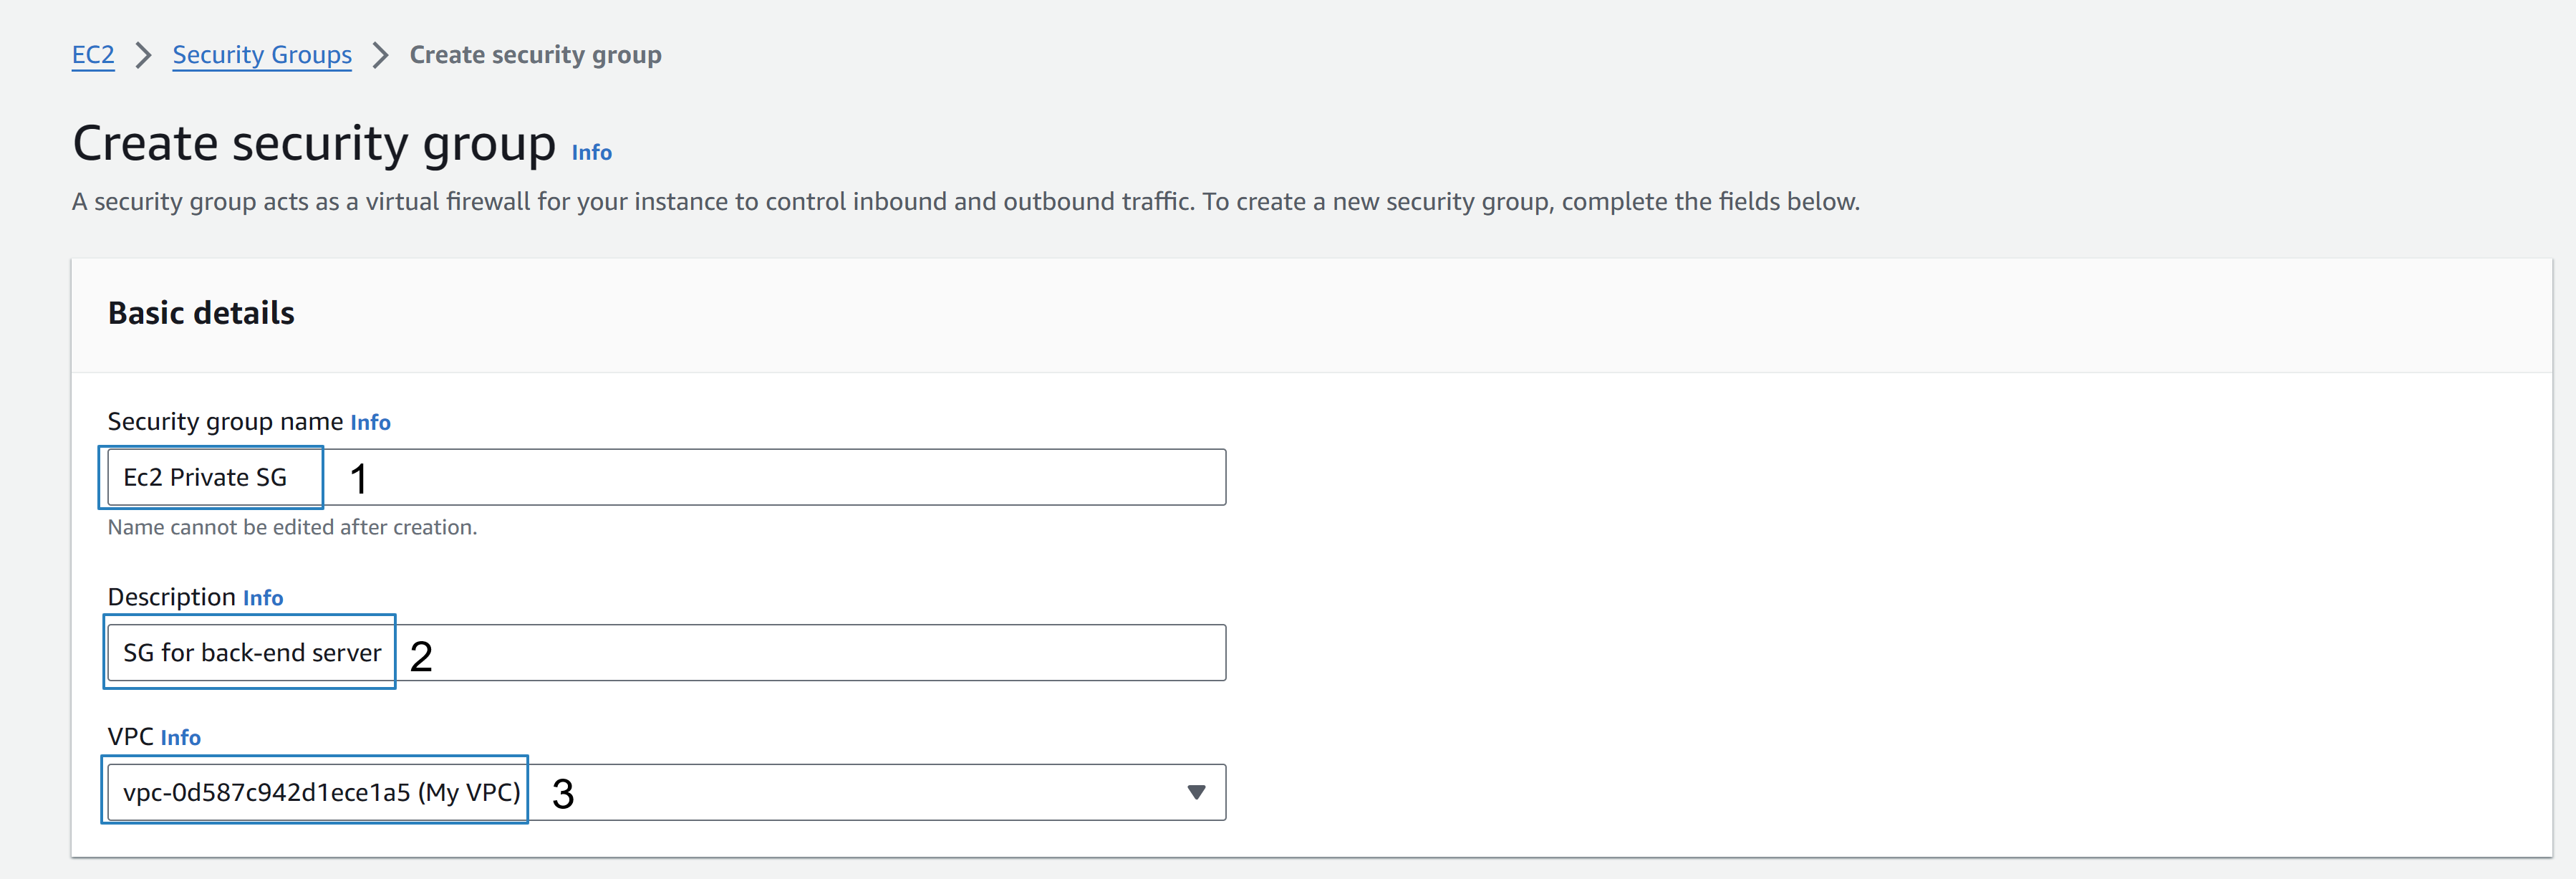 EC2 > Security Groups > Create security group
Create security group Info
A security group acts as a virtual firewall for your instance to control inbound and outbound traffic. To create a new security group, complete the fields below.
Basic details
Security group name Info
Ec2 Private SG 1
Name cannot be edited after creation.
Description Info
SG for back-end server 2
VPC Info
vpc-0d587c942d1ece1a5 (My VPC) 3